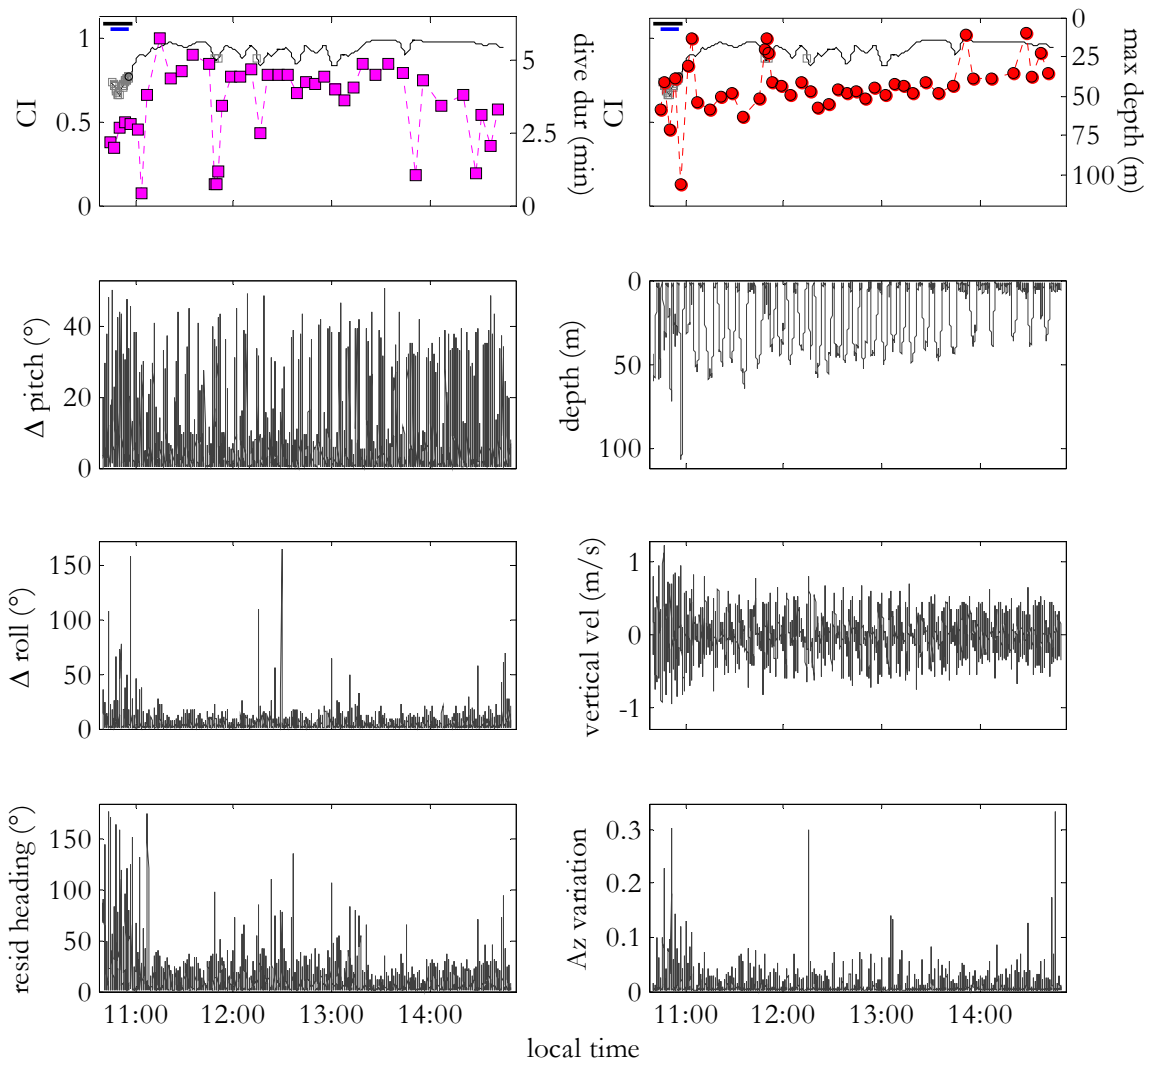 1
0.5
0
CI
5
2.5
0
dive dur (min)
CI
0
25
50
75
100
max depth (m)
40
20
0
Δ pitch (°)
0
50
100
depth (m)
150
100
50
0
Δ roll (°)
1
0
-1
vertical vel (m/s)
150
100
50
0
resid heading (°)
11:00 12:00 13:00 14:00
0.3
0.2
0.1
0
Az variation
11:00 12:00 13:00 14:00
local time